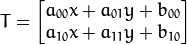 T = [a₀₀x + a₀₁y + b₀₀
a₁₀x + a₁₁y + b₁₀]